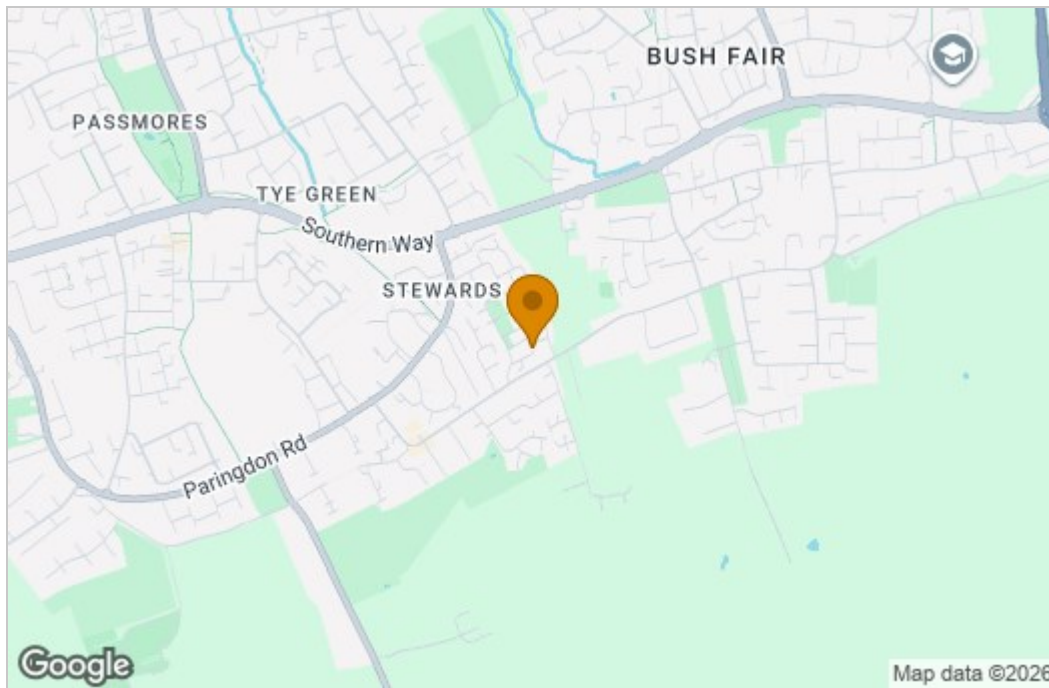 BUSH FAIR
PASSMORES
TYE GREEN
Southern Way
STEWARDS
Paringdon Rd
Google
Map data ©2026